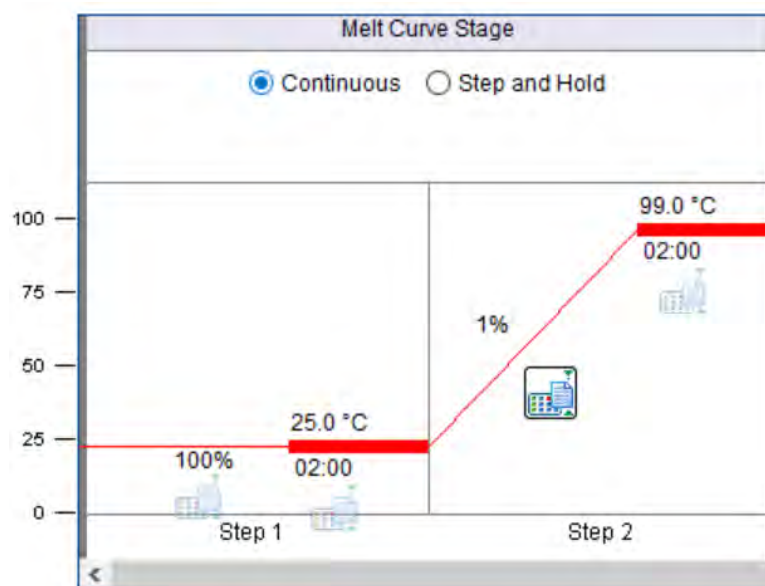 Melt Curve Stage
Continuous Step and Hold
100
75
50
25
0
25.0 °C
100%
02:00
Step 1
99.0 °C
02:00
1%
Step 2